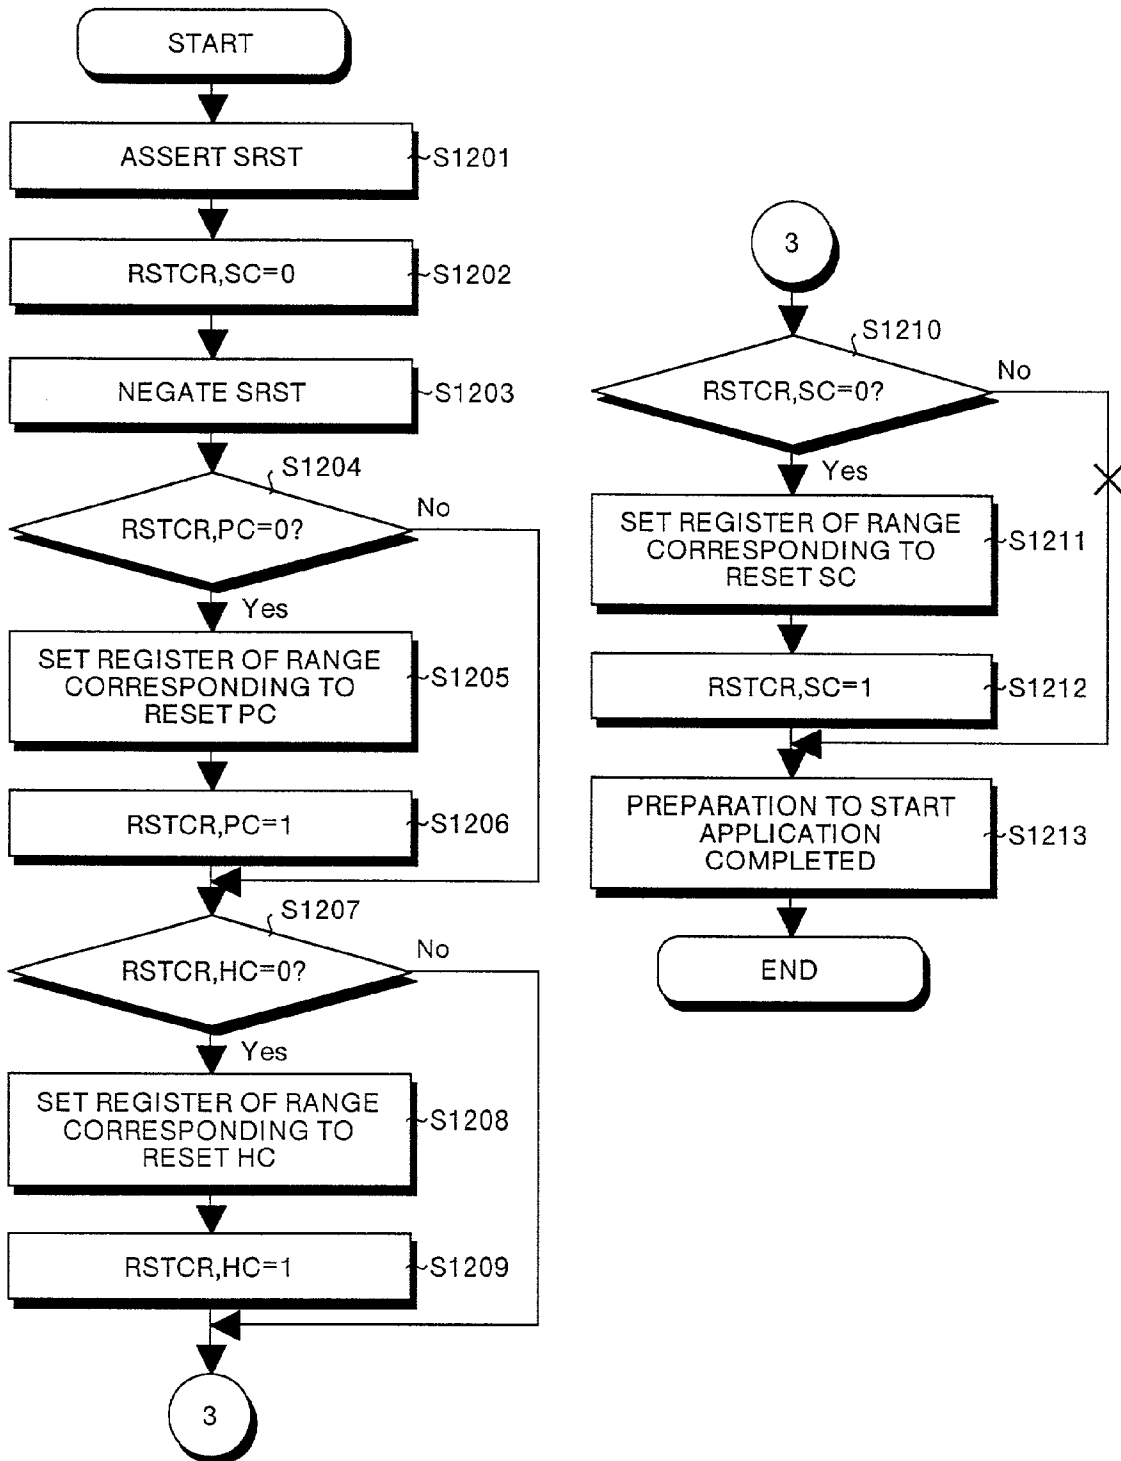 START
ASSERT SRST
S1201
RSTCR,SC=0
S1202
NEGATE SRST
S1203
S1204
RSTCR,PC=0?
No
Yes
SET REGISTER OF RANGE
CORRESPONDING TO
RESET PC
S1205
RSTCR,PC=1
S1206
S1207
RSTCR,HC=0?
No
Yes
SET REGISTER OF RANGE
CORRESPONDING TO
RESET HC
S1208
RSTCR,HC=1
S1209
3
3
S1210
RSTCR,SC=0?
No
Yes
SET REGISTER OF RANGE
CORRESPONDING TO
RESET SC
S1211
RSTCR,SC=1
S1212
PREPARATION TO START
APPLICATION
COMPLETED
S1213
END